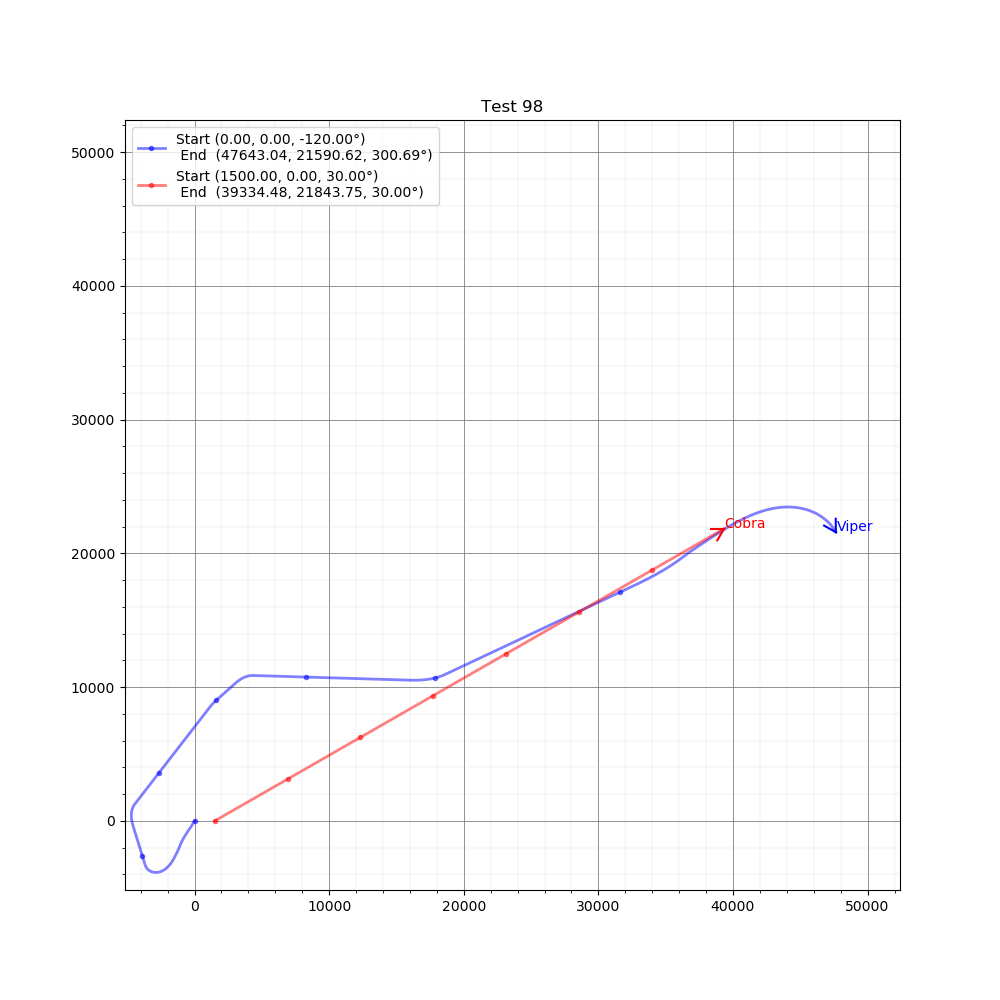 Test 98
Start (0.00, 0.00, -120.00°)
End (47643.04, 21590.62, 300.69°)
Start (1500.00, 0.00, 30.00°)
End (39334.48, 21843.75, 30.00°)
50000
40000
30000
20000
10000
0
Cobra
Viper
0 10000 20000 30000 40000 50000